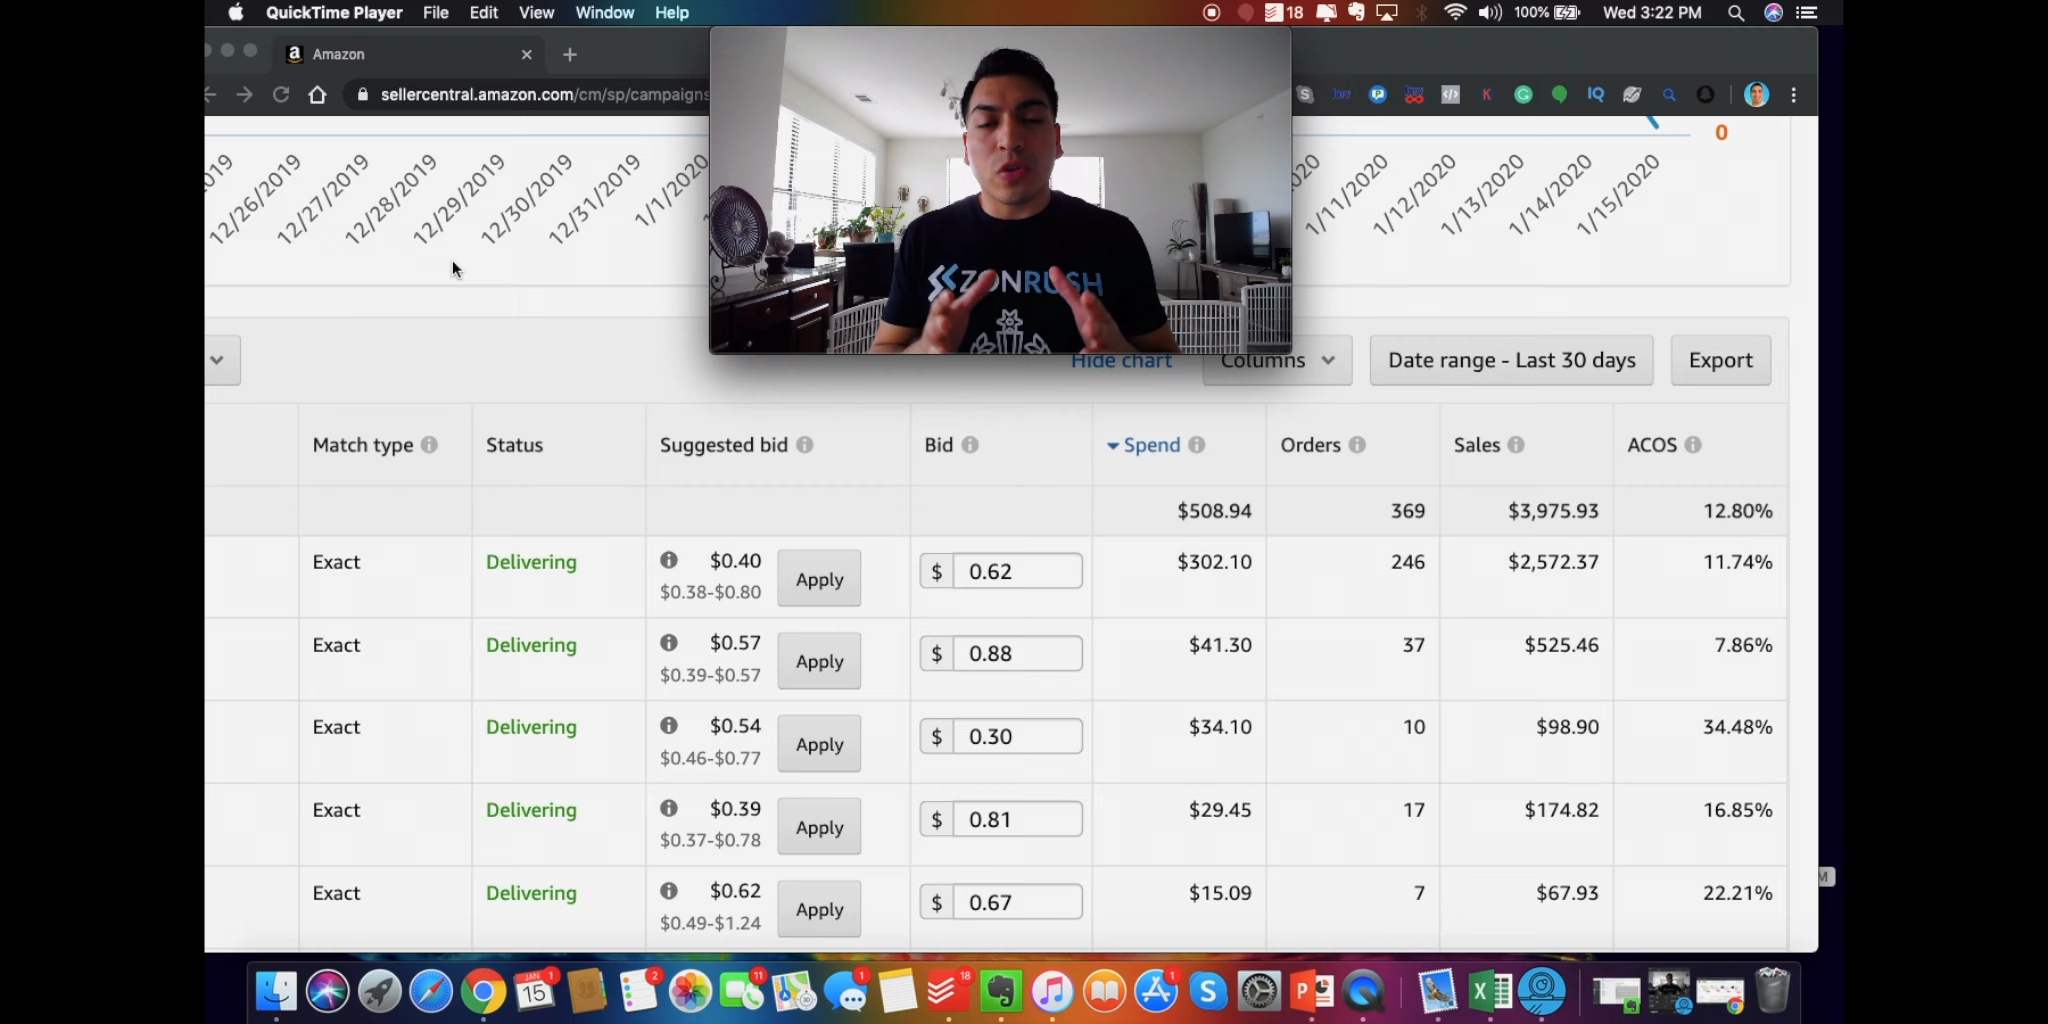 QuickTime Player File Edit View Window Help 18 100% Wed 3:22 PM
a Amazon
sellercentral.amazon.com/cm/sp/campaigns
ZONRUSH
0
12/26/2019 12/27/2019 12/28/2019 12/29/2019 12/30/2019 12/31/2019 1/1/2020 1/11/2020 1/12/2020 1/13/2020 1/14/2020 1/15/2020
Hide chart Columns Date range - Last 30 days Export
Match type Status Suggested bid Bid Spend Orders Sales ACOS
$508.94 369 $3,975.93 12.80%
Exact Delivering $0.40 Apply $ 0.62 $302.10 246 $2,572.37 11.74%
$0.38-$0.80
Exact Delivering $0.57 Apply $ 0.88 $41.30 37 $525.46 7.86%
$0.39-$0.57
Exact Delivering $0.54 Apply $ 0.30 $34.10 10 $98.90 34.48%
$0.46-$0.77
Exact Delivering $0.39 Apply $ 0.81 $29.45 17 $174.82 16.85%
$0.37-$0.78
Exact Delivering $0.62 Apply $ 0.67 $15.09 7 $67.93 22.21%
$0.49-$1.24
M
JAN 1 2 11 1 18 1
15